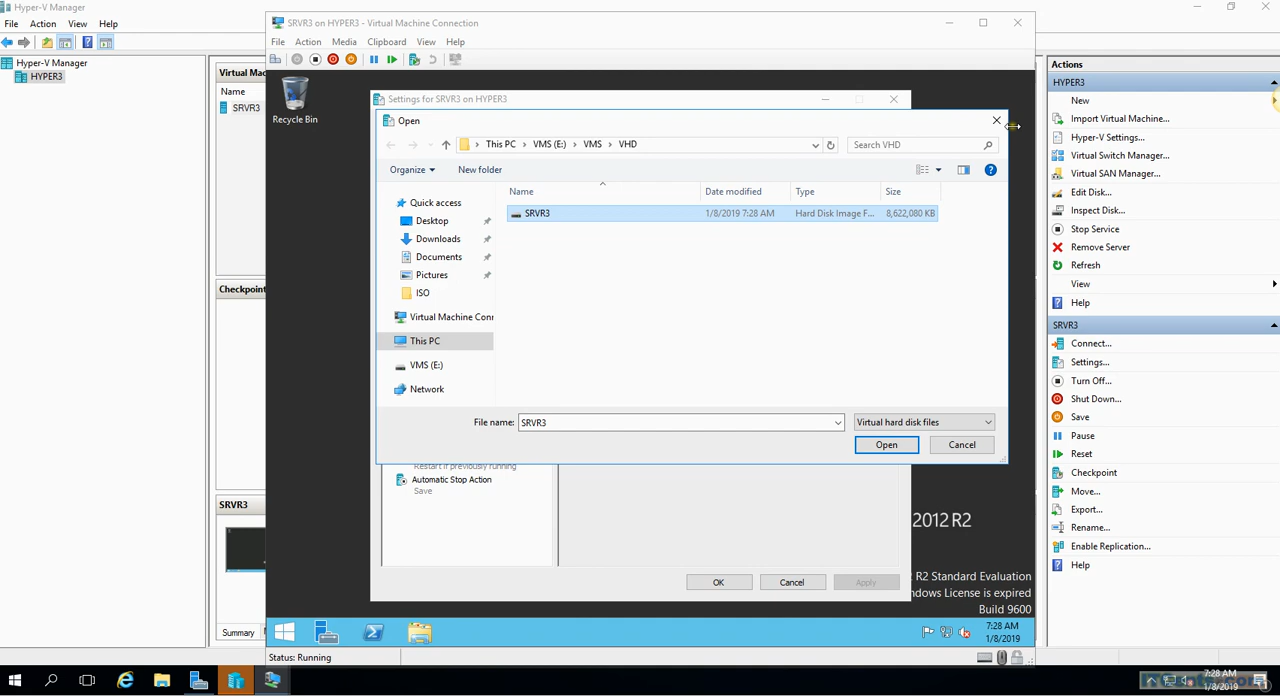 Hyper-V Manager
File Action View Help
Hyper-V Manager
HYPER3
Virtual Mac
Name
SRVR3
Checkpoint
SRVR3
Summary
SRVR3 on HYPER3 - Virtual Machine Connection
File Action Media Clipboard View Help
Recycle Bin
Settings for SRVR3 on HYPER3
Open
This PC > VMS (E:) > VMS > VHD
Search VHD
Organize
New folder
Name Date modified Type Size
SRVR3 1/8/2019 7:28 AM Hard Disk Image F... 8,622,080 KB
Quick access
Desktop
Downloads
Documents
Pictures
ISO
Virtual Machine Conn
This PC
VMS (E:)
Network
File name: SRVR3
Virtual hard disk files
Open
Cancel
Restart if previously running
Automatic Stop Action
Save
OK
Cancel
Apply
2012 R2
R2 Standard Evaluation
ndows License is expired
Build 9600
7:28 AM
1/8/2019
Status: Running
Actions
HYPER3
New
Import Virtual Machine...
Hyper-V Settings...
Virtual Switch Manager...
Virtual SAN Manager...
Edit Disk...
Inspect Disk...
Stop Service
Remove Server
Refresh
View
Help
SRVR3
Connect...
Settings...
Turn Off...
Shut Down...
Save
Pause
Reset
Checkpoint
Move...
Export...
Rename...
Enable Replication...
Help
7:28 AM
1/8/2019